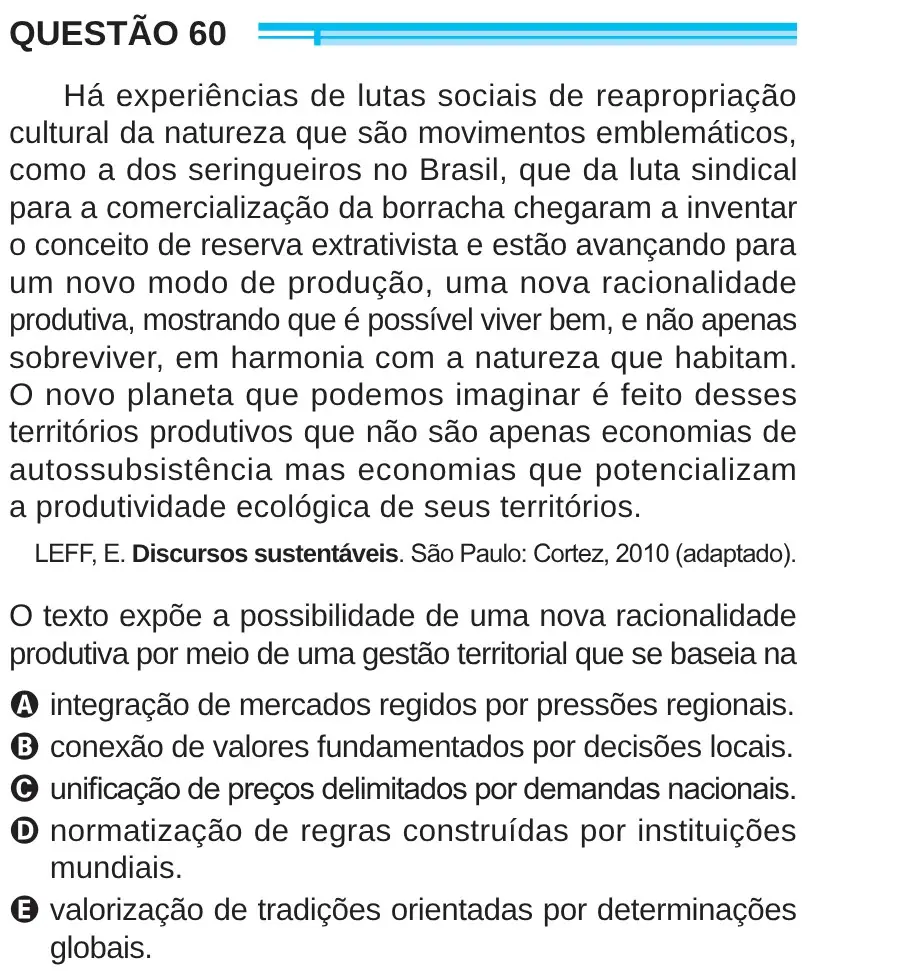 QUESTÃO 60
Há experiências de lutas sociais de reapropriação
cultural da natureza que são movimentos emblemáticos,
como a dos seringueiros no Brasil, que da luta sindical
para a comercialização da borracha chegaram a inventar
o conceito de reserva extrativista e estão avançando para
um novo modo de produção, uma nova racionalidade
produtiva, mostrando que é possível viver bem, e não apenas
sobreviver, em harmonia com a natureza que habitam.
O novo planeta que podemos imaginar é feito desses
territórios produtivos que não são apenas economias de
autossubsistência mas economias que potencializam
a produtividade ecológica de seus territórios.
LEFF, E. Discursos sustentáveis. São Paulo: Cortez, 2010 (adaptado).
O texto expõe a possibilidade de uma nova racionalidade
produtiva por meio de uma gestão territorial que se baseia na
A integração de mercados regidos por pressões regionais.
B conexão de valores fundamentados por decisões locais.
C unificação de preços delimitados por demandas nacionais.
D normatização de regras construídas por instituições
mundiais.
E valorização de tradições orientadas por determinações
globais.